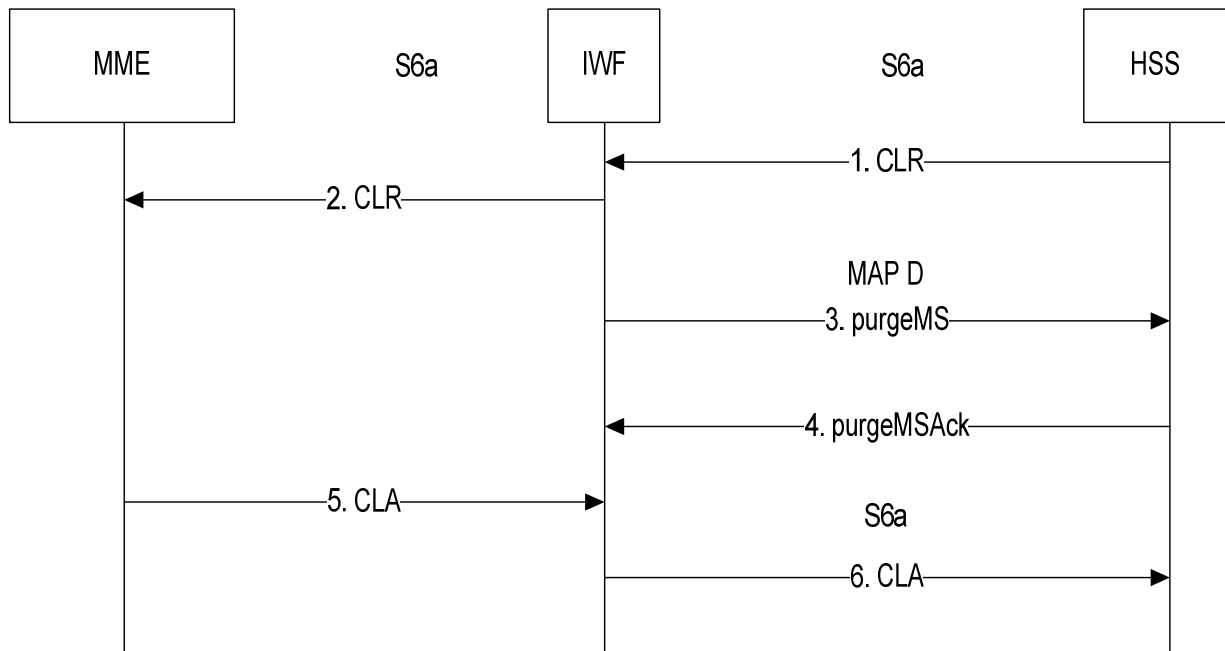 MME
S6a
IWF
S6a
HSS
1. CLR
2. CLR
MAP D
3. purgeMS
4. purgeMSAck
5. CLA
S6a
6. CLA